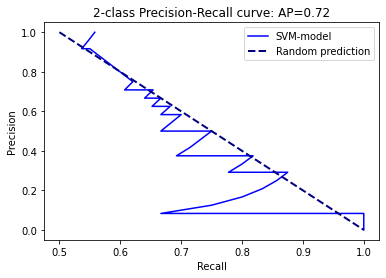 2-class Precision-Recall curve: AP=0.72
SVM-model
Random prediction
Precision
1.0
0.8
0.6
0.4
0.2
0.0
0.5
0.6
0.7
0.8
0.9
1.0
Recall